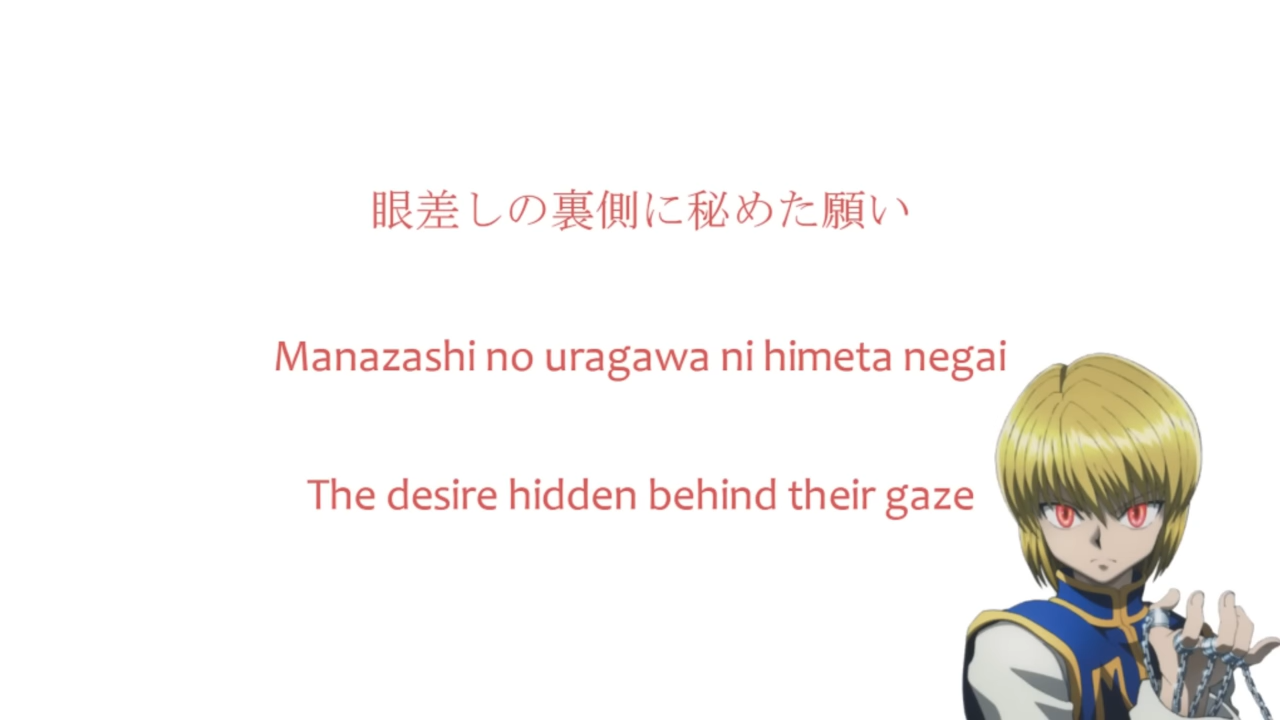 眼差しの裏側に秘めた願い
Manazashi no uragawa ni himeta negai
The desire hidden behind their gaze